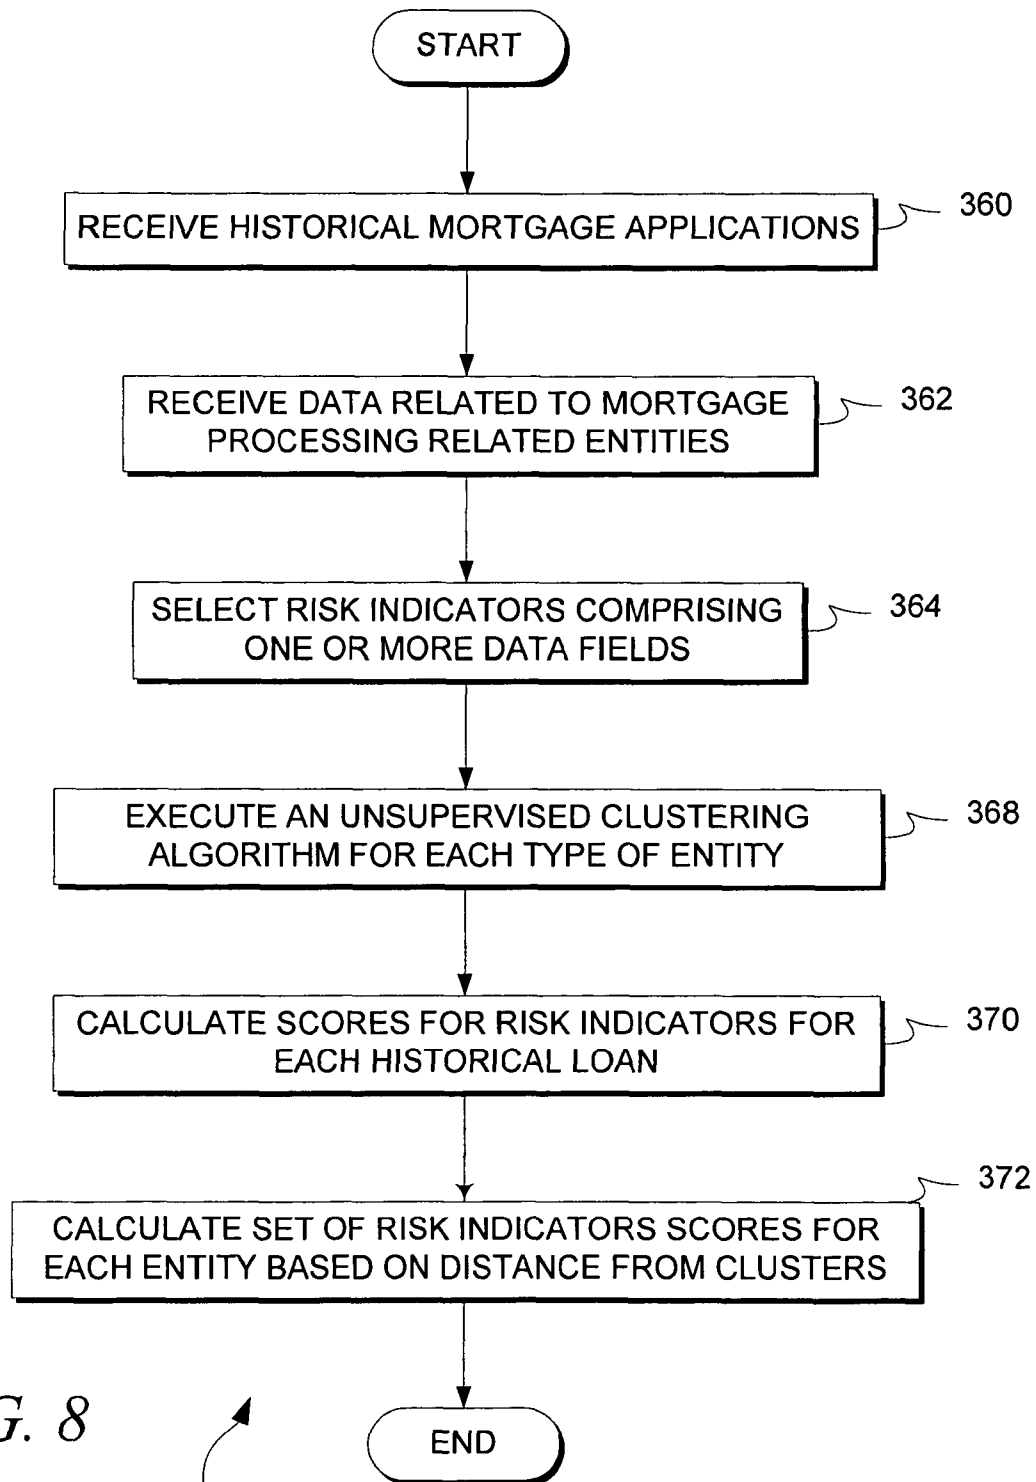 START
RECEIVE HISTORICAL MORTGAGE APPLICATIONS
360
RECEIVE DATA RELATED TO MORTGAGE
PROCESSING RELATED ENTITIES
362
SELECT RISK INDICATORS COMPRISING
ONE OR MORE DATA FIELDS
364
EXECUTE AN UNSUPERVISED CLUSTERING
ALGORITHM FOR EACH TYPE OF ENTITY
368
CALCULATE SCORES FOR RISK INDICATORS FOR
EACH HISTORICAL LOAN
370
CALCULATE SET OF RISK INDICATORS SCORES FOR
EACH ENTITY BASED ON DISTANCE FROM CLUSTERS
372
END
G. 8